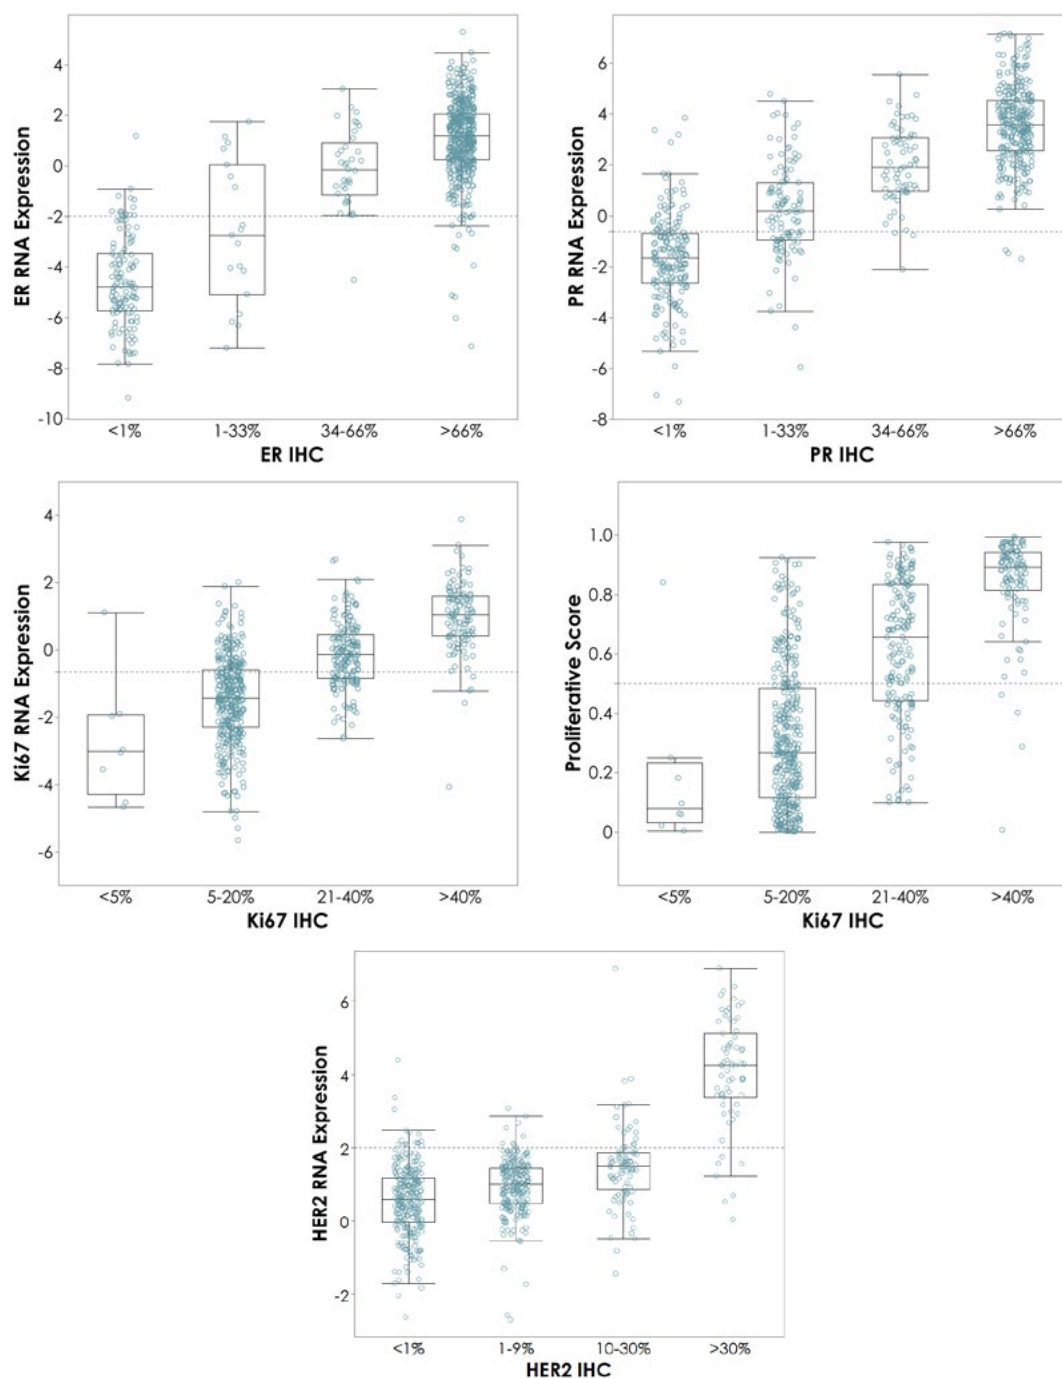 ER RNA Expression
4
2
0
-2
-4
-6
-8
-10
<1% 1-33% 34-66% >66%
ER IHC
PR RNA Expression
6
4
2
0
-2
-4
-6
-8
<1% 1-33% 34-66% >66%
PR IHC
Ki67 RNA Expression
4
2
0
-2
-4
-6
<5% 5-20% 21-40% >40%
Ki67 IHC
Proliferative Score
1.0
0.8
0.6
0.4
0.2
0
<5% 5-20% 21-40% >40%
Ki67 IHC
HER2 RNA Expression
6
4
2
0
-2
<1% 1-9% 10-30% >30%
HER2 IHC